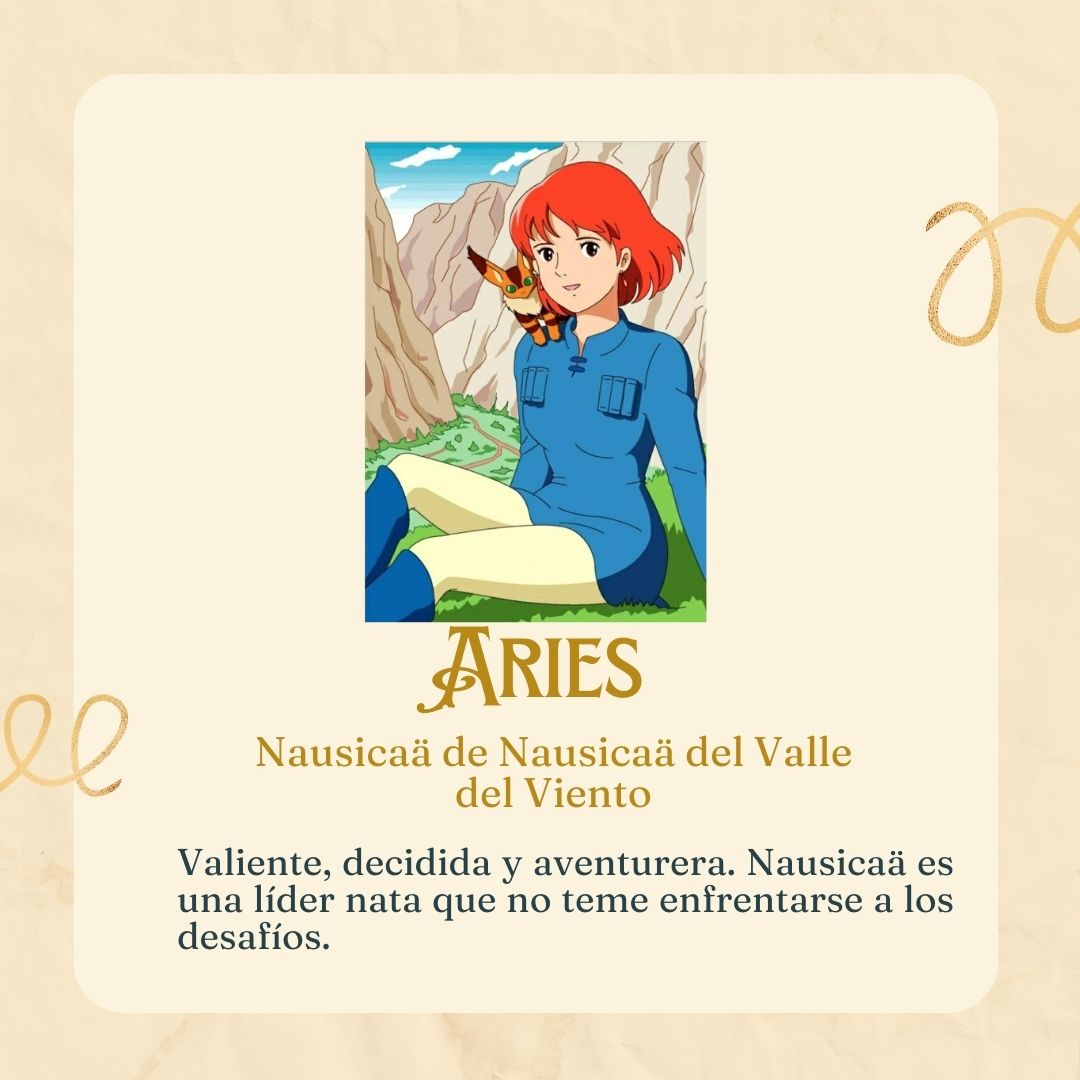 Aries
Nausicaä de Nausicaä del Valle
del Viento
Valiente, decidida y aventurera. Nausicaä es
una líder nata que no teme enfrentarse a los
desafíos.